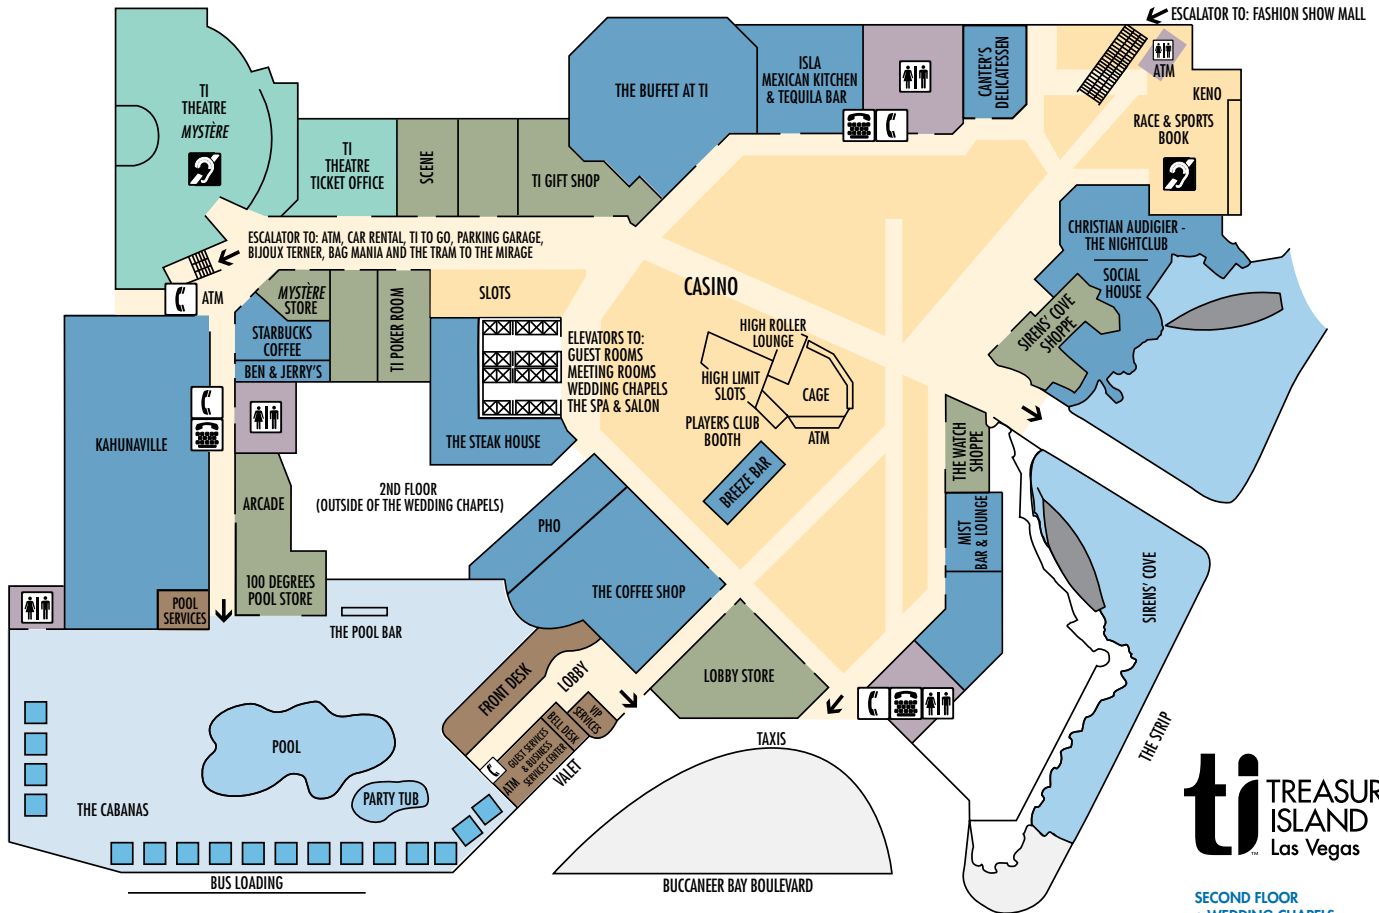 ESCALATOR TO: FASHION SHOW MALL
ATM
KENO
RACE & SPORTS
BOOK
CANTER'S
DELICATESSEN
ISLA
MEXICAN KITCHEN
& TEQUILA BAR
THE BUFFET AT TI
TI
THEATRE
MYSTÈRE
TI
THEATRE
TICKET OFFICE
SCENE
TI GIFT SHOP
ESCALATOR TO: ATM, CAR RENTAL, TI TO GO, PARKING GARAGE,
BIJOUX TERNER, BAG MANIA AND THE TRAM TO THE MIRAGE
CHRISTIAN AUDIGIER -
THE NIGHTCLUB
SOCIAL
HOUSE
SIRENS' COVE
SHOPPE
ATM
MYSTÈRE
STORE
STARBUCKS
COFFEE
BEN & JERRY'S
TI POKER ROOM
SLOTS
CASINO
ELEVATORS TO:
GUEST ROOMS
MEETING ROOMS
WEDDING CHAPELS
THE SPA & SALON
HIGH ROLLER
LOUNGE
HIGH LIMIT
SLOTS
CAGE
PLAYERS CLUB
BOOTH
ATM
BREEZE BAR
THE STEAK HOUSE
KAHUNAVILLE
ARCADE
2ND FLOOR
(OUTSIDE OF THE WEDDING CHAPELS)
THE WATCH
SHOPPE
MIST
BAR & LOUNGE
PHO
THE COFFEE SHOP
100 DEGREES
POOL STORE
POOL
SERVICES
THE POOL BAR
SIRENS' COVE
THE STRIP
FRONT DESK
LOBBY
LOBBY STORE
VIP
SERVICES
BELL DESK
GUEST SERVICES
& BUSINESS
SERVICES CENTER
ATM
VALET
TAXIS
POOL
PARTY TUB
THE CABANAS
BUS LOADING
BUCCANEER BAY BOULEVARD
ti
TREASUR
ISLAND
Las Vegas
SECOND FLOOR
WEDDING CHAPELS